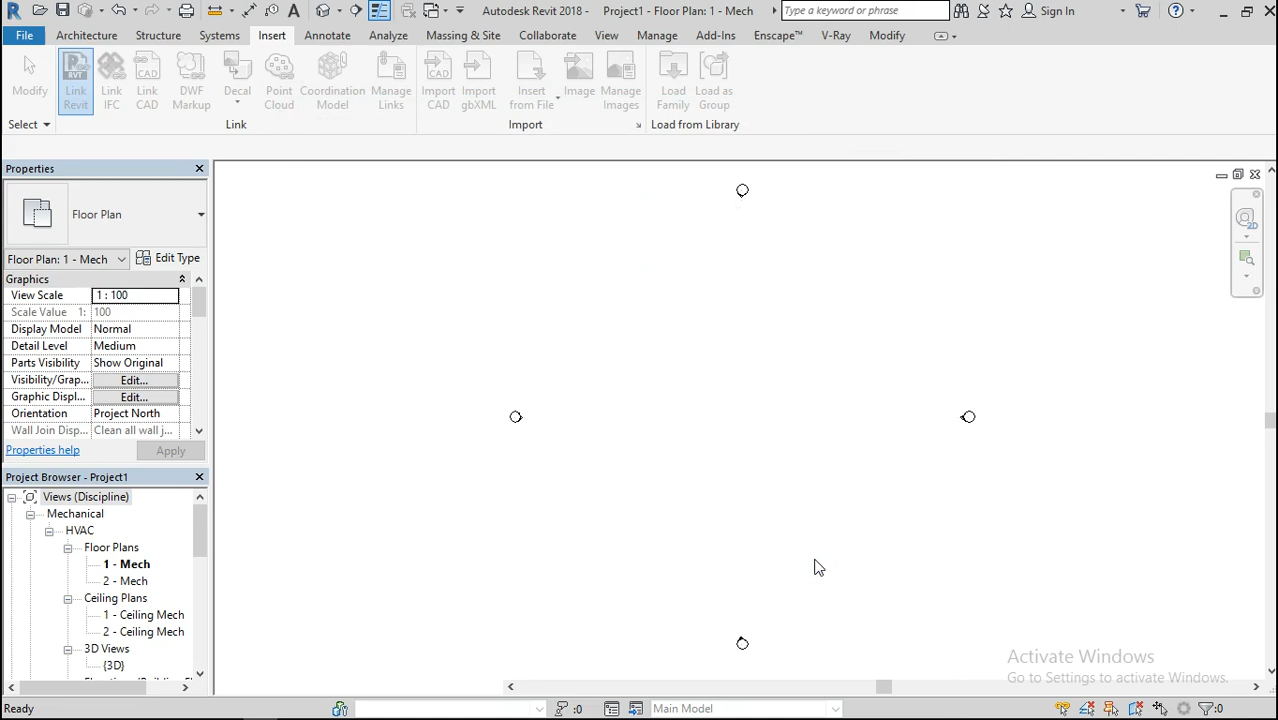 Autodesk Revit 2018 - Project1 - Floor Plan: 1 - Mech
Type a keyword or phrase
Sign In
File Architecture Structure Systems Insert Annotate Analyze Massing & Site Collaborate View Manage Add-Ins Enscape™ V-Ray Modify
Modify
Link Revit
Link IFC
Link CAD
DWF Markup
Decal
Point Cloud
Coordination Model
Manage Links
Import CAD
Import gbXML
Insert from File
Image
Manage Images
Load Family
Load as Group
Select Link Import Load from Library
Properties
Floor Plan
Floor Plan: 1 - Mech Edit Type
Graphics
View Scale 1 : 100
Scale Value 1: 100
Display Model Normal
Detail Level Medium
Parts Visibility Show Original
Visibility/Grap... Edit...
Graphic Displ... Edit...
Orientation Project North
Wall Join Disp... Clean all wall j...
Properties help Apply
Project Browser - Project1
Views (Discipline)
Mechanical
HVAC
Floor Plans
1 - Mech
2 - Mech
Ceiling Plans
1 - Ceiling Mech
2 - Ceiling Mech
3D Views
{3D}
2D
Activate Windows
Go to Settings to activate Windows.
Ready :0 Main Model :0